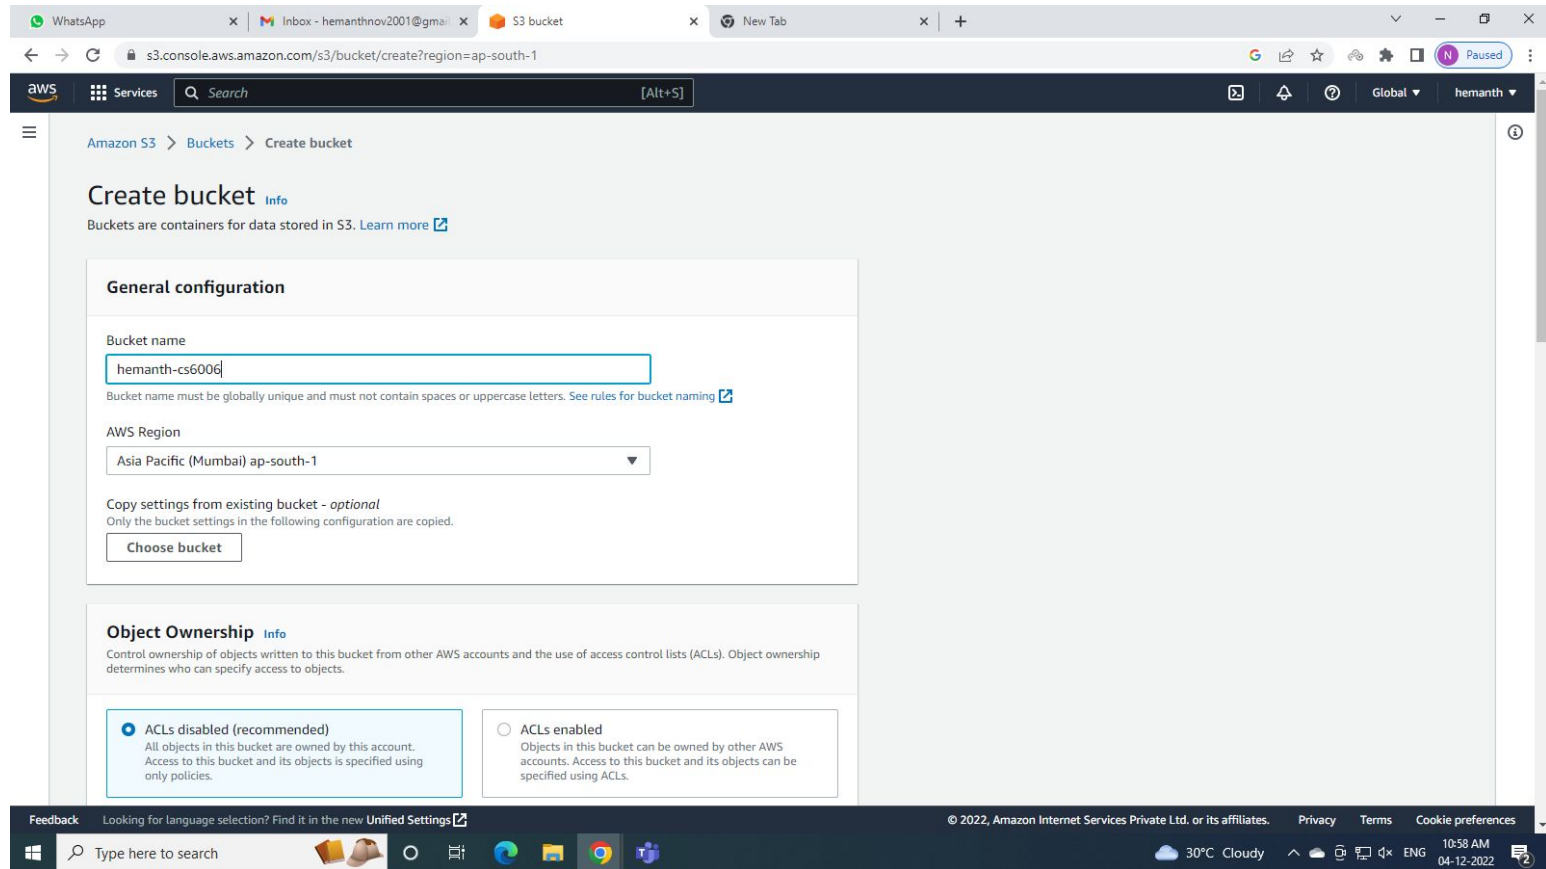 WhatsApp
Inbox - hemanthnov2001@gmai
S3 bucket
New Tab
s3.console.aws.amazon.com/s3/bucket/create?region=ap-south-1
G
N Paused
aws
Services
Search [Alt+S]
Global
hemanth
Amazon S3 > Buckets > Create bucket
Create bucket Info
Buckets are containers for data stored in S3. Learn more
General configuration
Bucket name
hemanth-cs6006
Bucket name must be globally unique and must not contain spaces or uppercase letters. See rules for bucket naming
AWS Region
Asia Pacific (Mumbai) ap-south-1
Copy settings from existing bucket - optional
Only the bucket settings in the following configuration are copied.
Choose bucket
Object Ownership Info
Control ownership of objects written to this bucket from other AWS accounts and the use of access control lists (ACLs). Object ownership
determines who can specify access to objects.
ACLs disabled (recommended)
All objects in this bucket are owned by this account.
Access to this bucket and its objects is specified using
only policies.
ACLs enabled
Objects in this bucket can be owned by other AWS
accounts. Access to this bucket and its objects can be
specified using ACLs.
Feedback
Looking for language selection? Find it in the new Unified Settings
© 2022, Amazon Internet Services Private Ltd. or its affiliates.
Privacy
Terms
Cookie preferences
Type here to search
30°C Cloudy
ENG
10:58 AM
04-12-2022
2